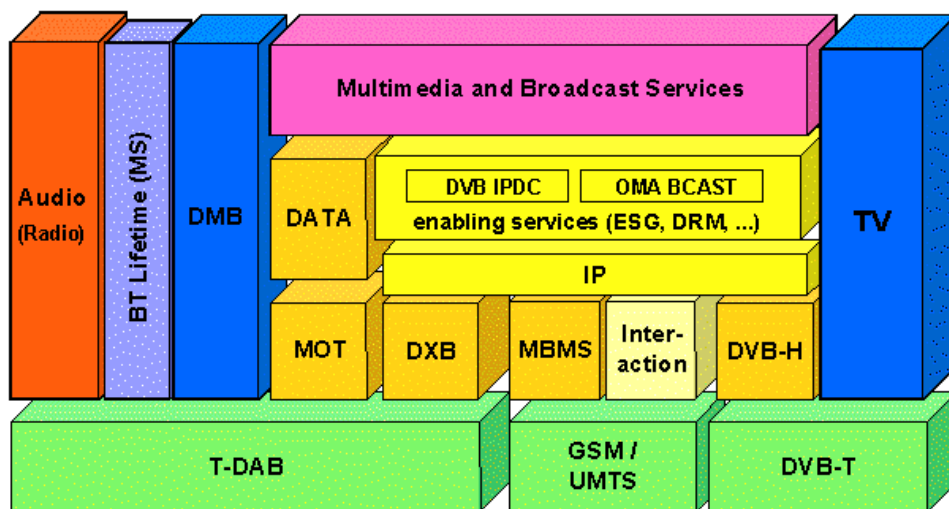 Multimedia and Broadcast Services
Audio
(Radio)
BT Lifetime (MS)
DMB
DATA
DVB IPDC
OMA BCAST
enabling services (ESG, DRM, ...)
TV
IP
MOT
DXB
MBMS
Inter-
action
DVB-H
T-DAB
GSM /
UMTS
DVB-T